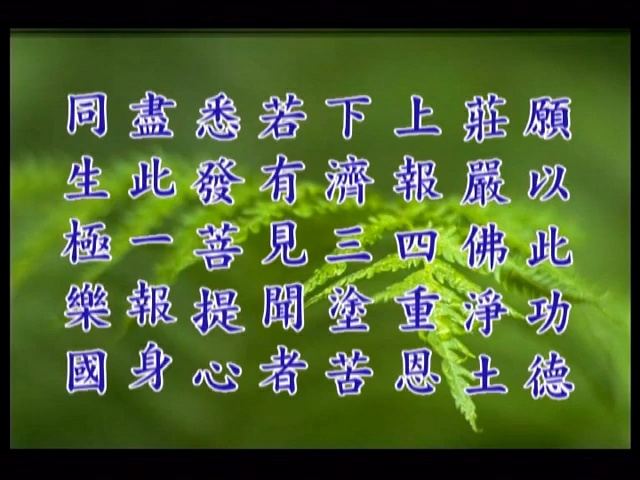 願以此功德
莊嚴佛淨土
上報四重恩
下濟三塗苦
若有見聞者
悉發菩提心
盡此一報身
同生極樂國